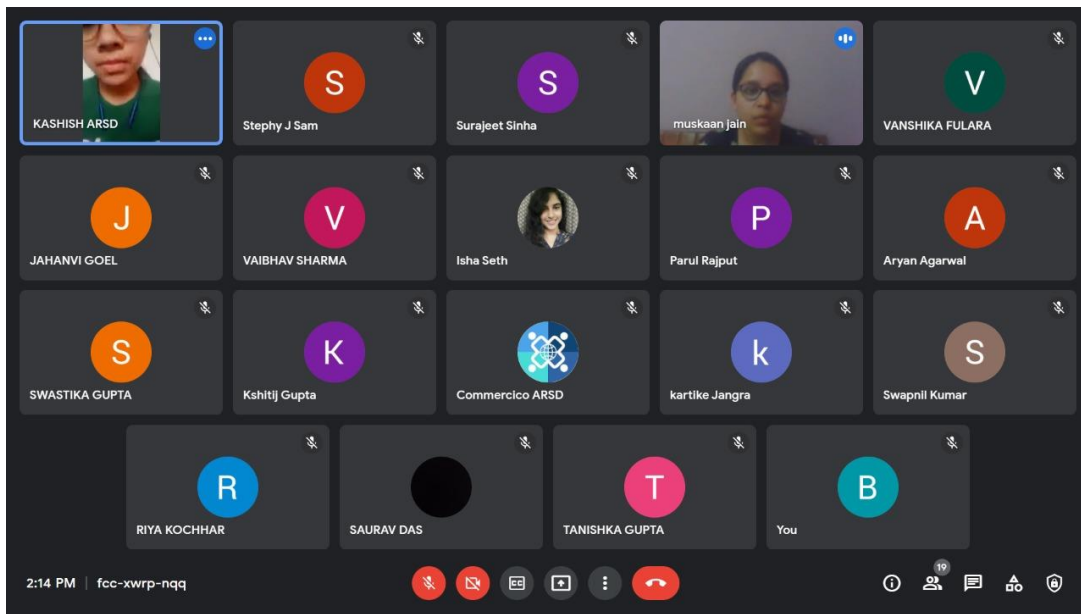 KASHISH ARSD
S
Stephy J Sam
S
Surajeet Sinha
muskaan jain
V
VANSHIKA FULARA
J
JAHANVI GOEL
V
VAIBHAV SHARMA
Isha Seth
P
Parul Rajput
A
Aryan Agarwal
S
SWASTIKA GUPTA
K
Kshitij Gupta
Commercico ARSD
k
kartike Jangra
S
Swapnil Kumar
R
RIYA KOCHHAR
SAURAV DAS
T
TANISHKA GUPTA
B
You
2:14 PM | fcc-xwrp-nqq
CC
19